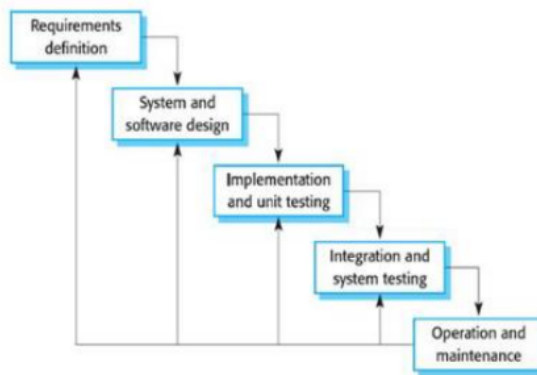 Requirements
definition
System and
software design
Implementation
and unit testing
Integration and
system testing
Operation and
maintenance